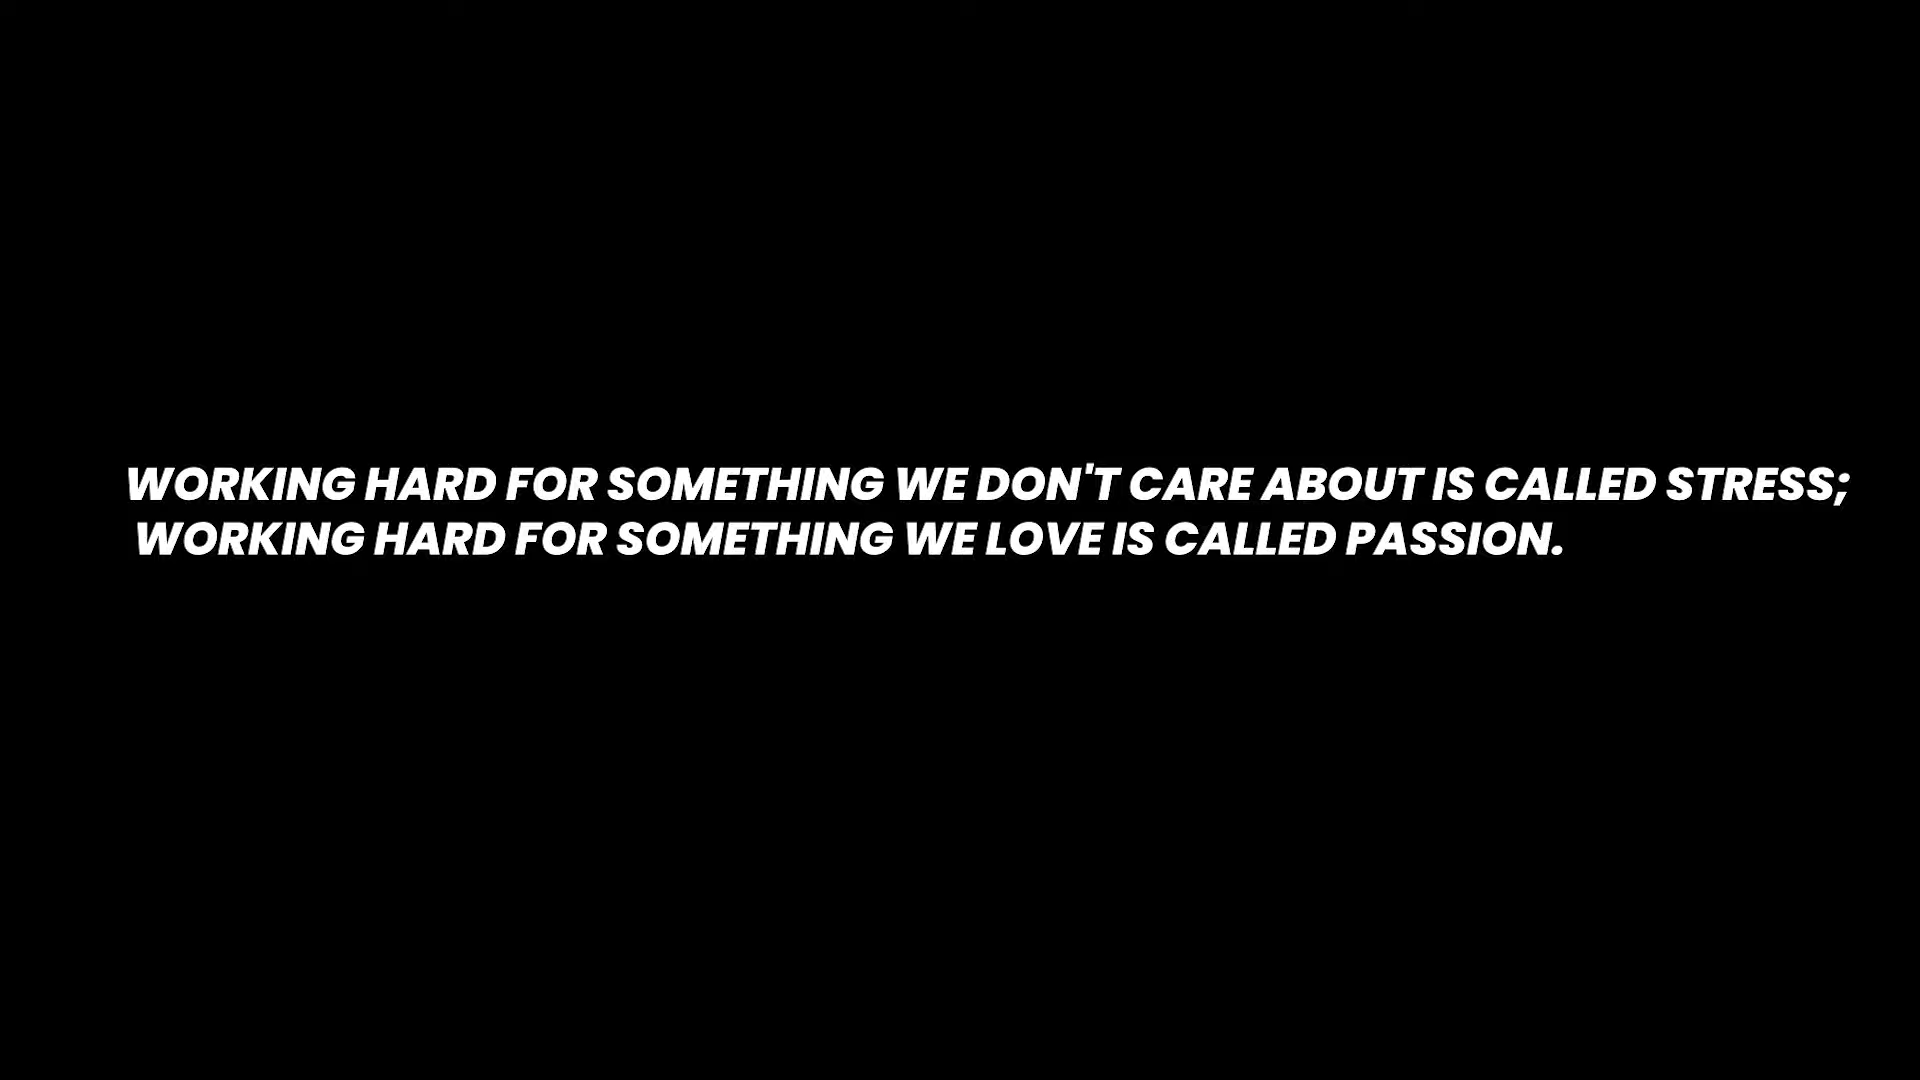 WORKING HARD FOR SOMETHING WE DON'T CARE ABOUT IS CALLED STRESS;
WORKING HARD FOR SOMETHING WE LOVE IS CALLED PASSION.